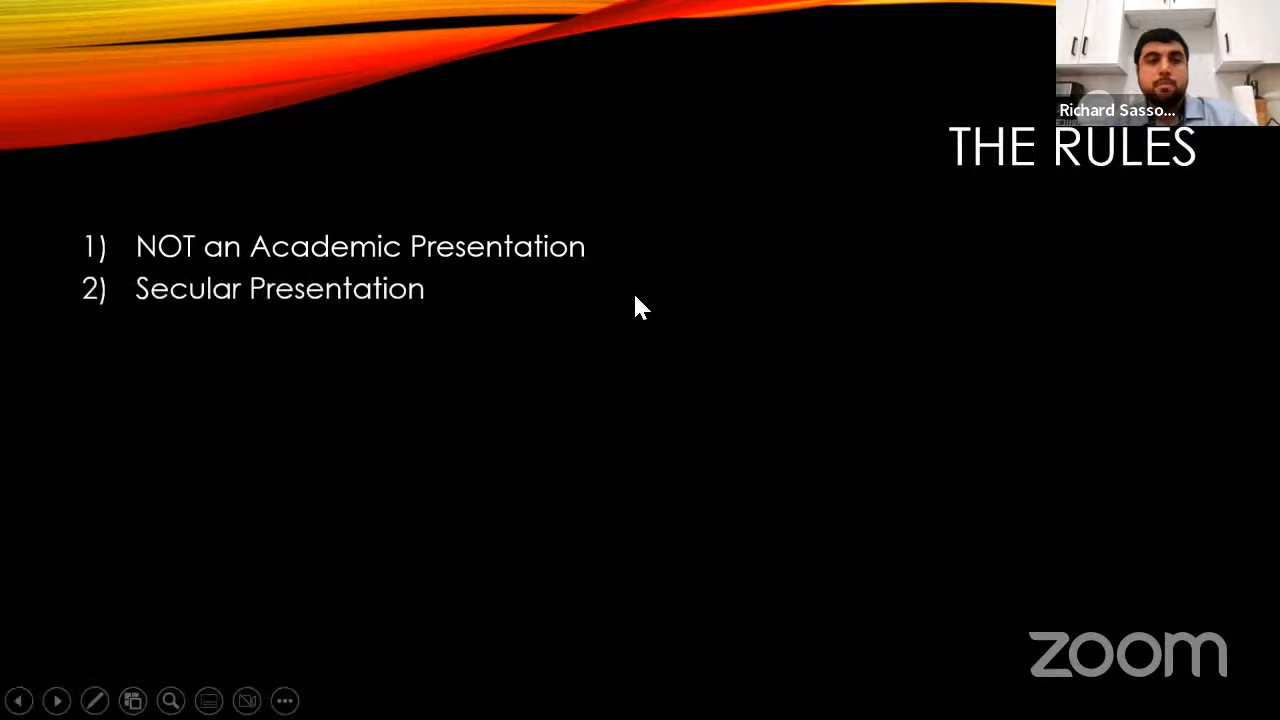 Richard Sasso...
THE RULES
1) NOT an Academic Presentation
2) Secular Presentation
zoom